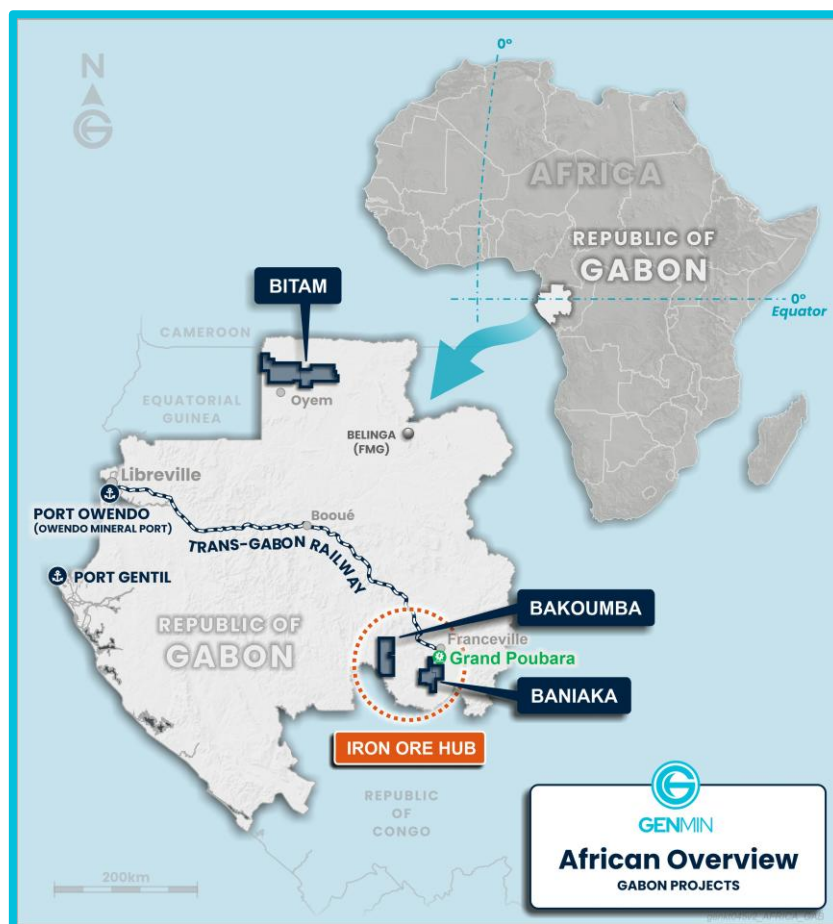 N
0°
AFRICA
REPUBLIC OF
GABON
0°
Equator
BITAM
CAMEROON
EQUATORIAL
GUINEA
Oyem
BELINGA
(FMG)
Libreville
PORT OWENDO
(OWENDO MINERAL PORT)
Booué
TRANS-GABON RAILWAY
PORT GENTIL
REPUBLIC OF
GABON
BAKOUMBA
Franceville
Grand Poubara
BANIAKA
IRON ORE HUB
REPUBLIC
OF
CONGO
200km
GENMIN
African Overview
GABON PROJECTS